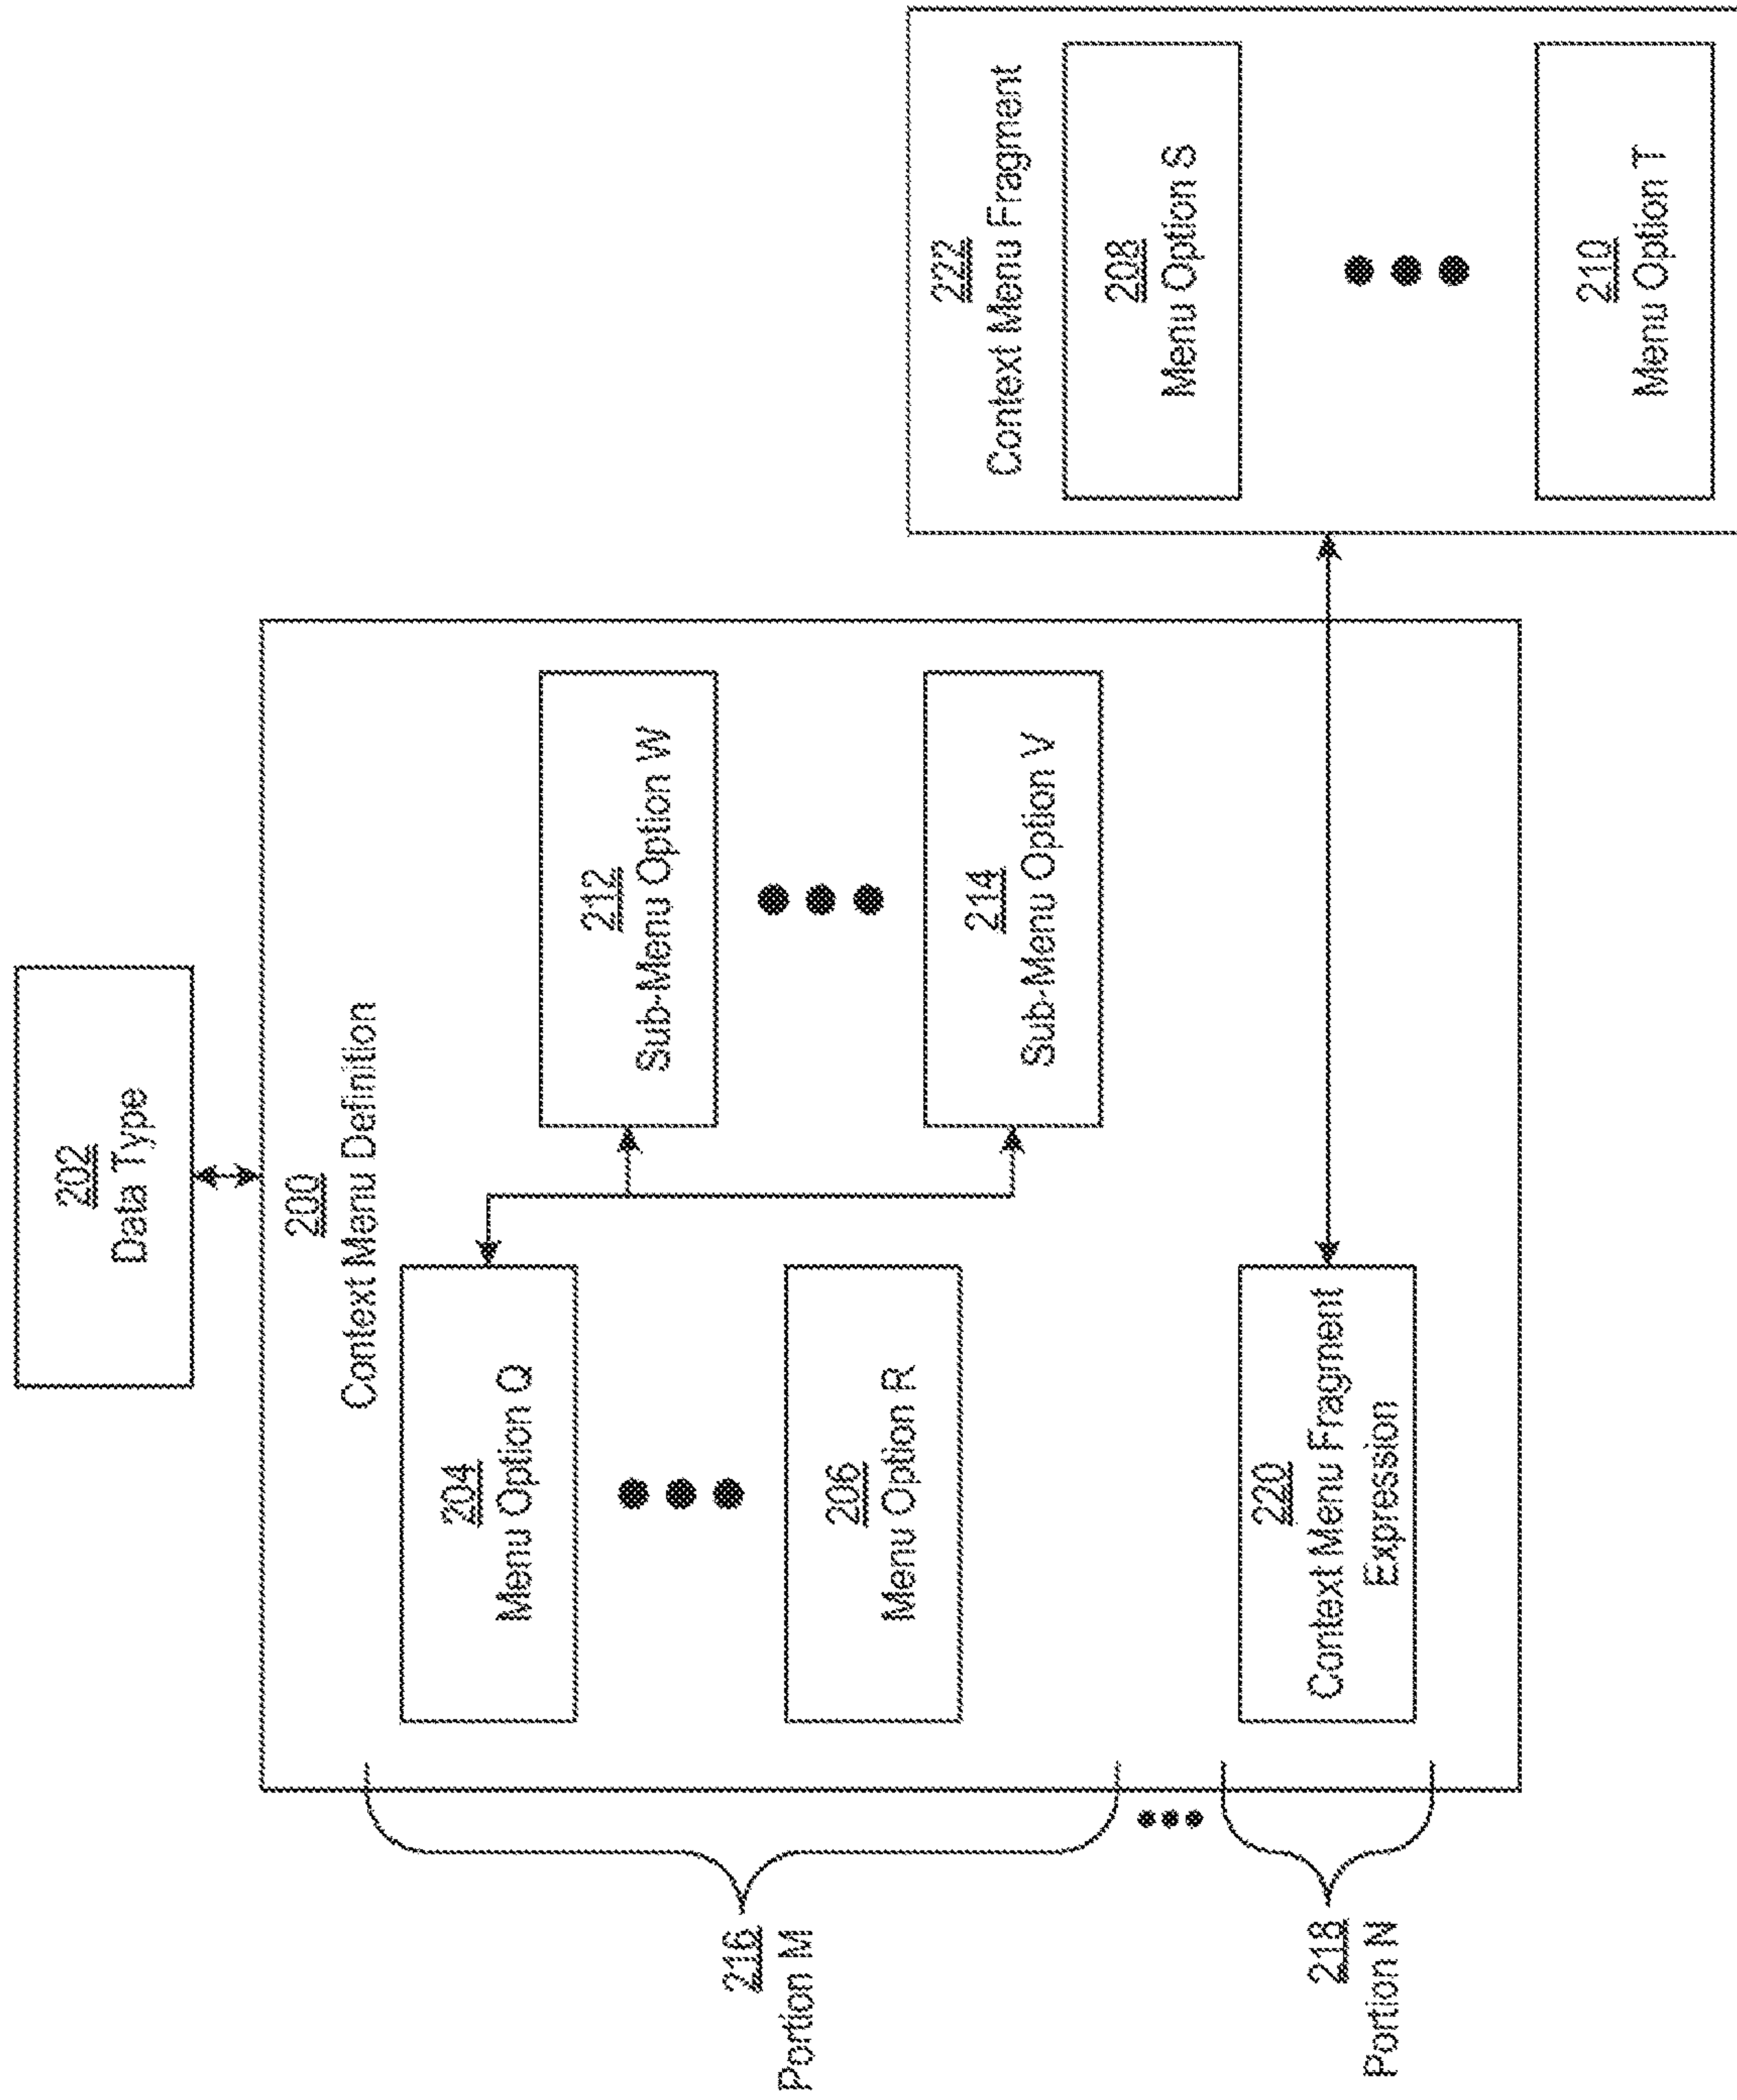 202
Data Type
200
Context Menu Definition
204
Menu Option Q
212
Sub-Menu Option W
206
Menu Option R
214
Sub-Menu Option V
216
Portion M
218
Portion N
220
Context Menu Fragment
Expression
222
Context Menu Fragment
208
Menu Option S
210
Menu Option T